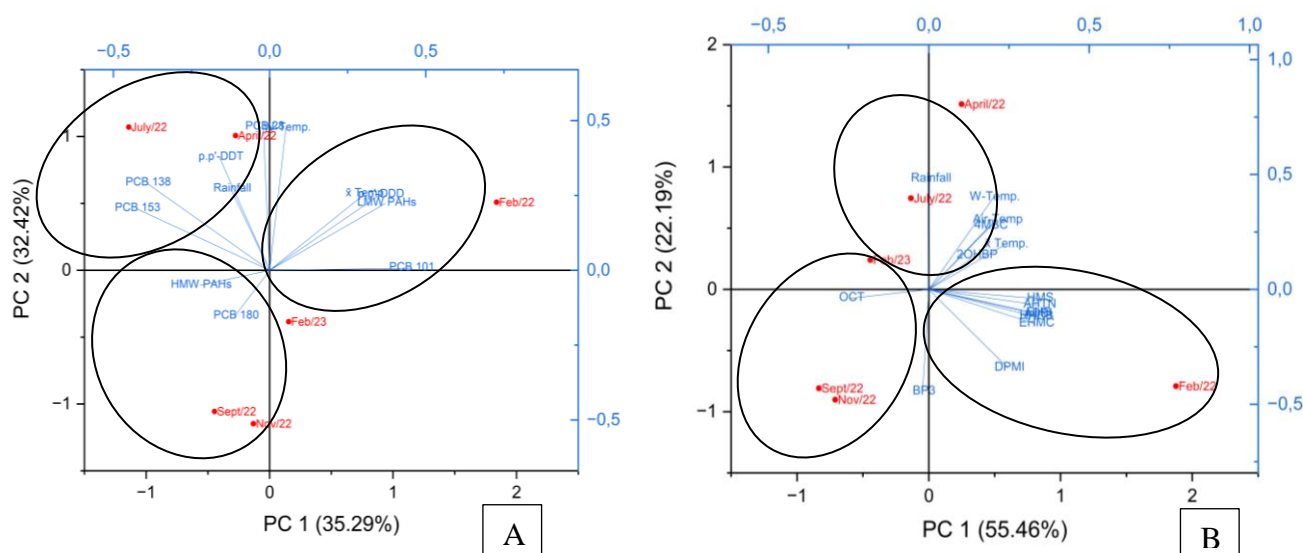 −0,5 0,0 0,5
1
0
−1
0,5
0,0
−0,5
−1 0 1 2
PC 2 (32.42%)
PC 1 (35.29%)
July/22
April/22
Feb/22
Feb/23
Sept/22
Nov/22
Temp.
p.p'-DDT
PCB 138
Rainfall
PCB 153
LMW-PAHs
PCB 101
HMW-PAHs
PCB 180
A
−0,5 0,0 0,5 1,0
2
1
0
−1
1,0
0,5
0,0
−0,5
−1 0 1 2
PC 2 (22.19%)
PC 1 (55.46%)
April/22
Rainfall
July/22
W-Temp.
Air-Temp
x̄ Temp.
2OHBP
Feb/23
OCT
HMS
AHTN
EHMC
DPMI
BP3
Feb/22
Sept/22
Nov/22
B